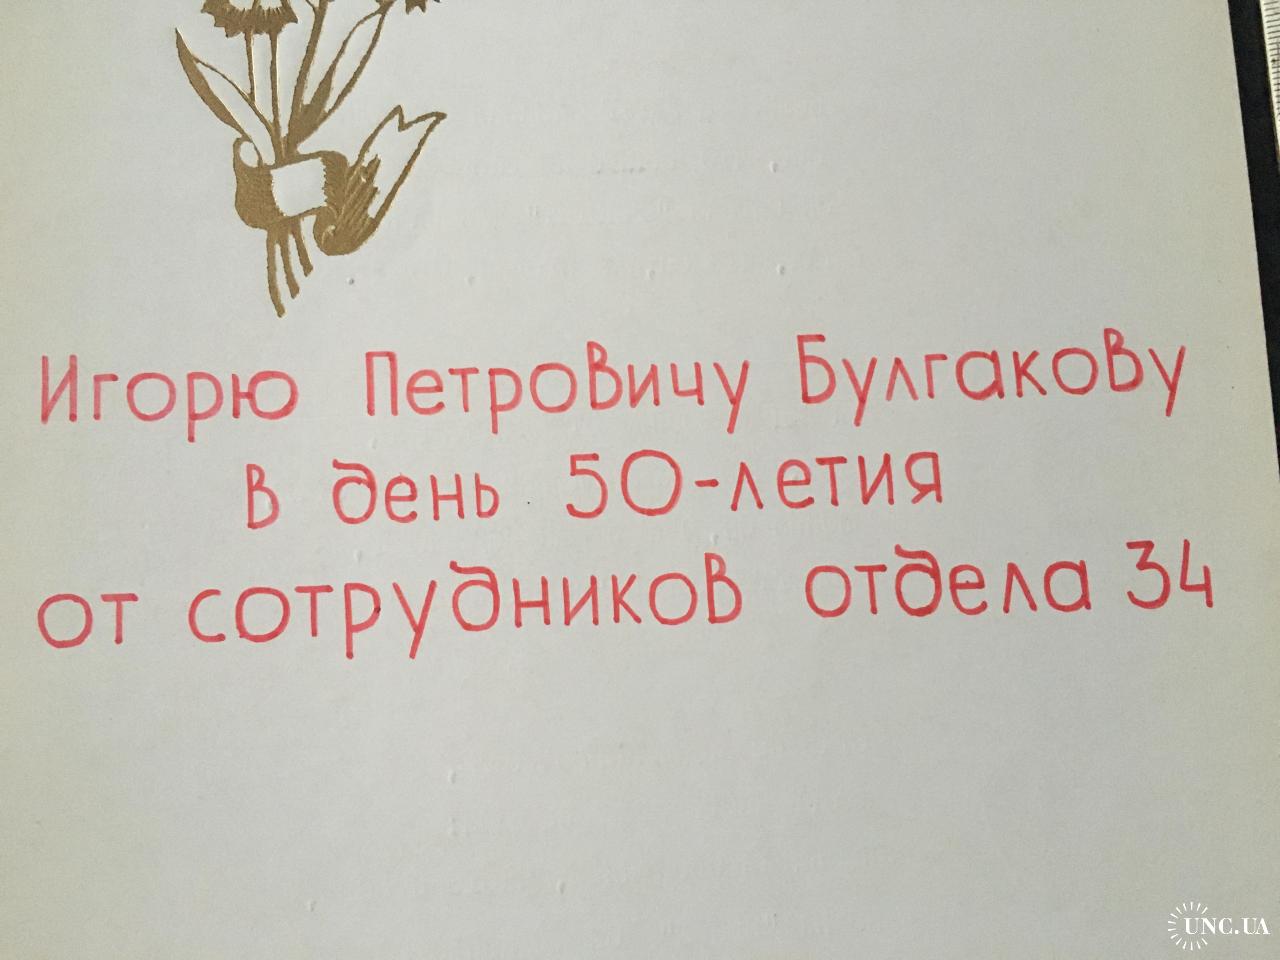 Игорю Петровичу Булгакову
в день 50-летия
от сотрудников отдела 34
UNC.UA